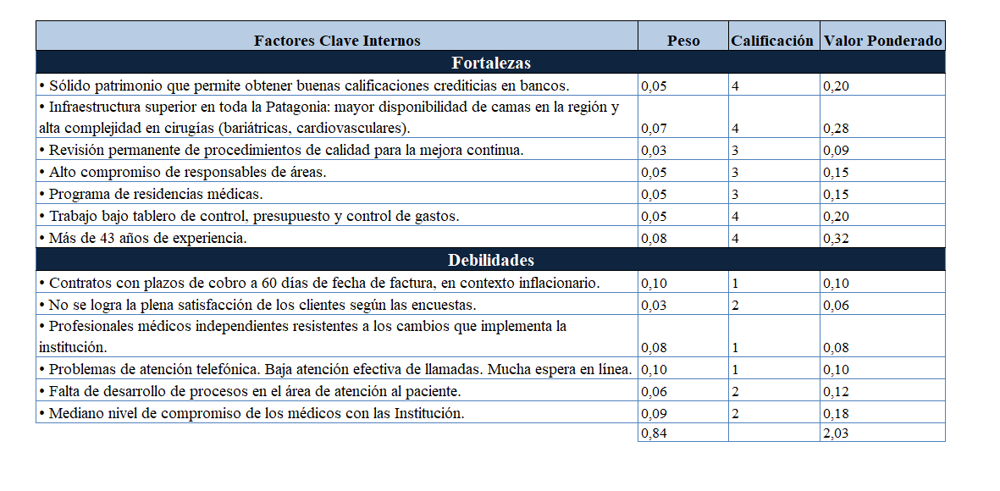 Factores Clave Internos Peso Calificación Valor Ponderado
Fortalezas
• Sólido patrimonio que permite obtener buenas calificaciones crediticias en bancos. 0,05 4 0,20
• Infraestructura superior en toda la Patagonia: mayor disponibilidad de camas en la región y
alta complejidad en cirugías (bariátricas, cardiovasculares). 0,07 4 0,28
• Revisión permanente de procedimientos de calidad para la mejora continua. 0,03 3 0,09
• Alto compromiso de responsables de áreas. 0,05 3 0,15
• Programa de residencias médicas. 0,05 3 0,15
• Trabajo bajo tablero de control, presupuesto y control de gastos. 0,05 4 0,20
• Más de 43 años de experiencia. 0,08 4 0,32
Debilidades
• Contratos con plazos de cobro a 60 días de fecha de factura, en contexto inflacionario. 0,10 1 0,10
• No se logra la plena satisfacción de los clientes según las encuestas. 0,03 2 0,06
• Profesionales médicos independientes resistentes a los cambios que implementa la
institución. 0,08 1 0,08
• Problemas de atención telefónica. Baja atención efectiva de llamadas. Mucha espera en línea. 0,10 1 0,10
• Falta de desarrollo de procesos en el área de atención al paciente. 0,06 2 0,12
• Mediano nivel de compromiso de los médicos con las Institución. 0,09 2 0,18
0,84 2,03